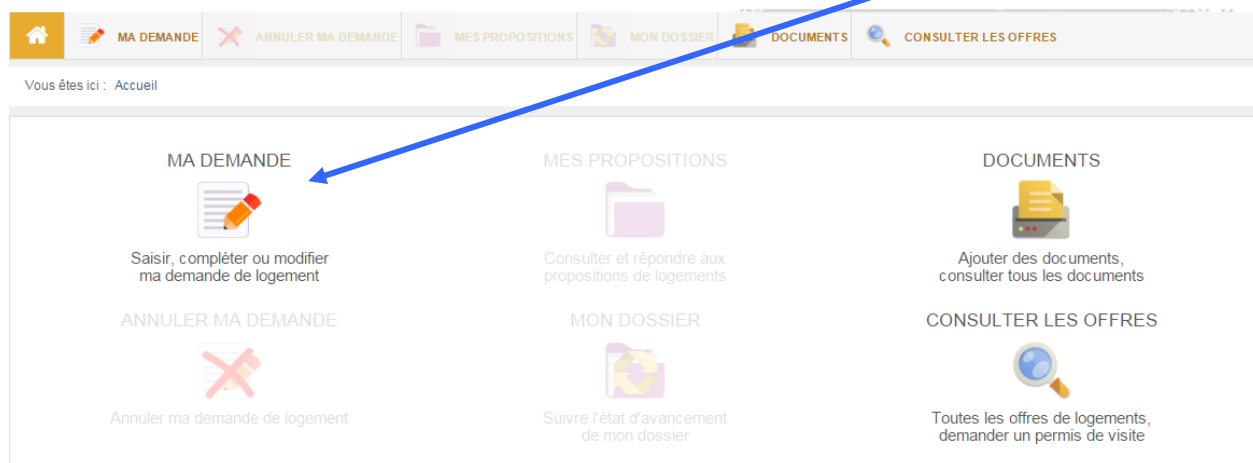 MA DEMANDE ANNULER MA DEMANDE MES PROPOSITIONS MON DOSSIER DOCUMENTS CONSULTER LES OFFRES
Vous êtes ici : Accueil
MA DEMANDE
Saisir, compléter ou modifier
ma demande de logement
MES PROPOSITIONS
Consulter et répondre aux
propositions de logements
DOCUMENTS
Ajouter des documents,
consulter tous les documents
ANNULER MA DEMANDE
Annuler ma demande de logement
MON DOSSIER
Suivre l'état d'avancement
de mon dossier
CONSULTER LES OFFRES
Toutes les offres de logements,
demander un permis de visite